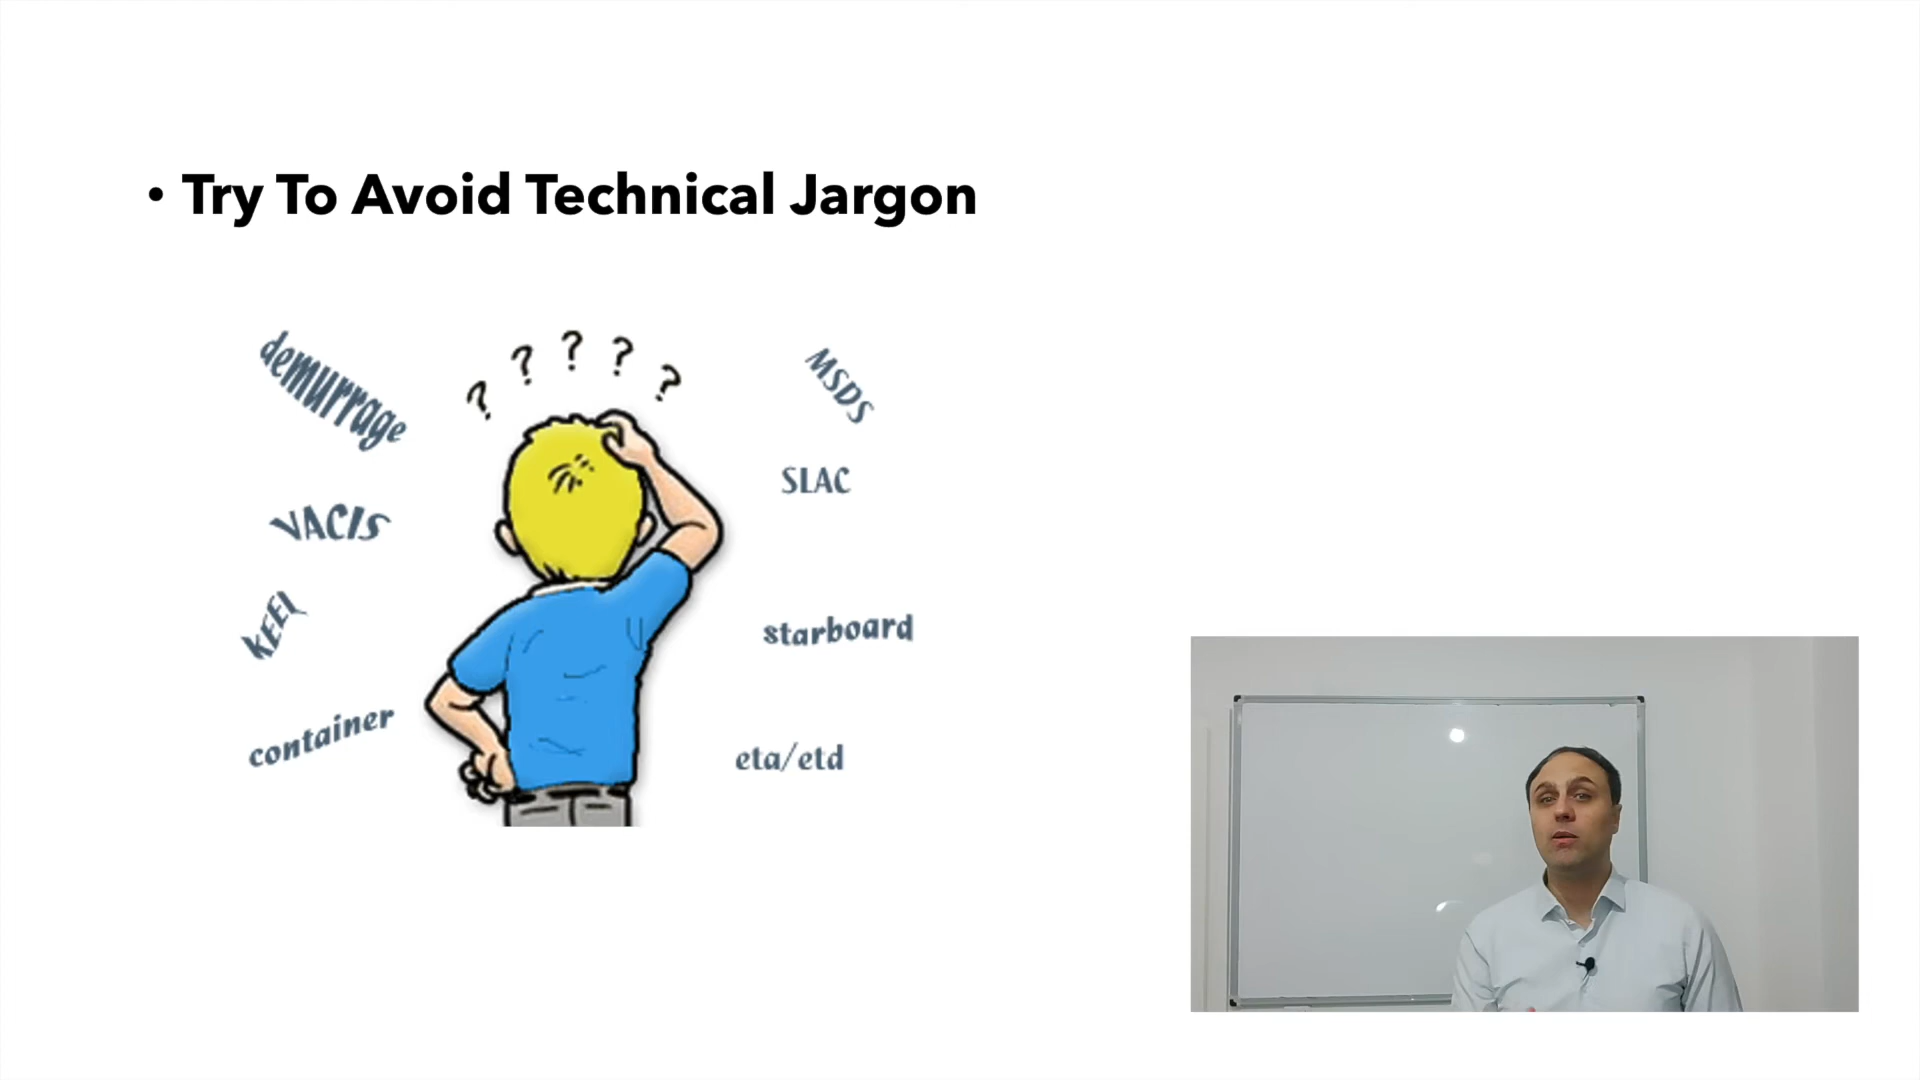 • Try To Avoid Technical Jargon
? ? ? ? ?
demurrage
MSDS
SLAC
VACIS
KEEL
starboard
container
eta/etd